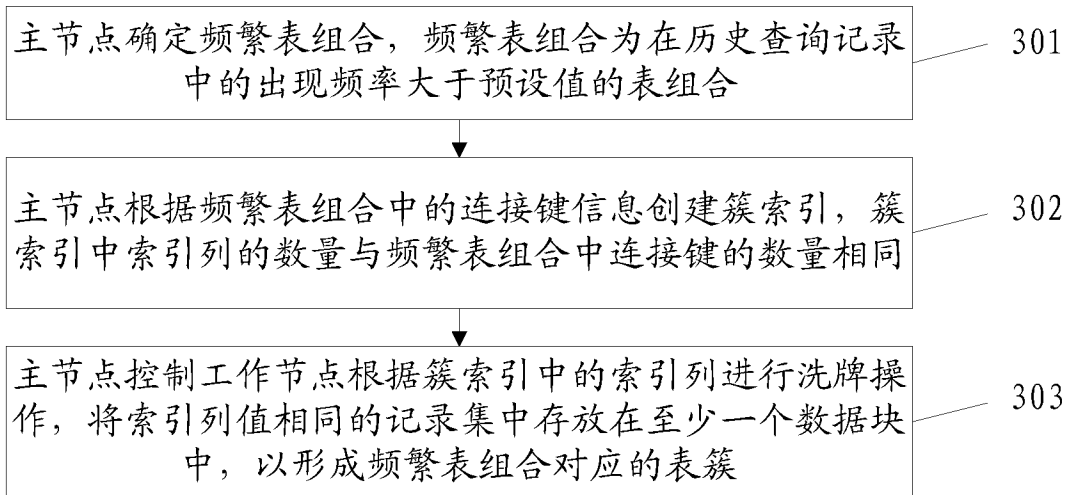 主节点确定频繁表组合，频繁表组合为在历史查询记录
中的出现频率大于预设值的表组合
301
主节点根据频繁表组合中的连接键信息创建簇索引，簇
索引中索引列的数量与频繁表组合中连接键的数量相同
302
主节点控制工作节点根据簇索引中的索引列进行洗牌操
作，将索引列值相同的记录集中存放在至少一个数据块
中，以形成频繁表组合对应的表簇
303